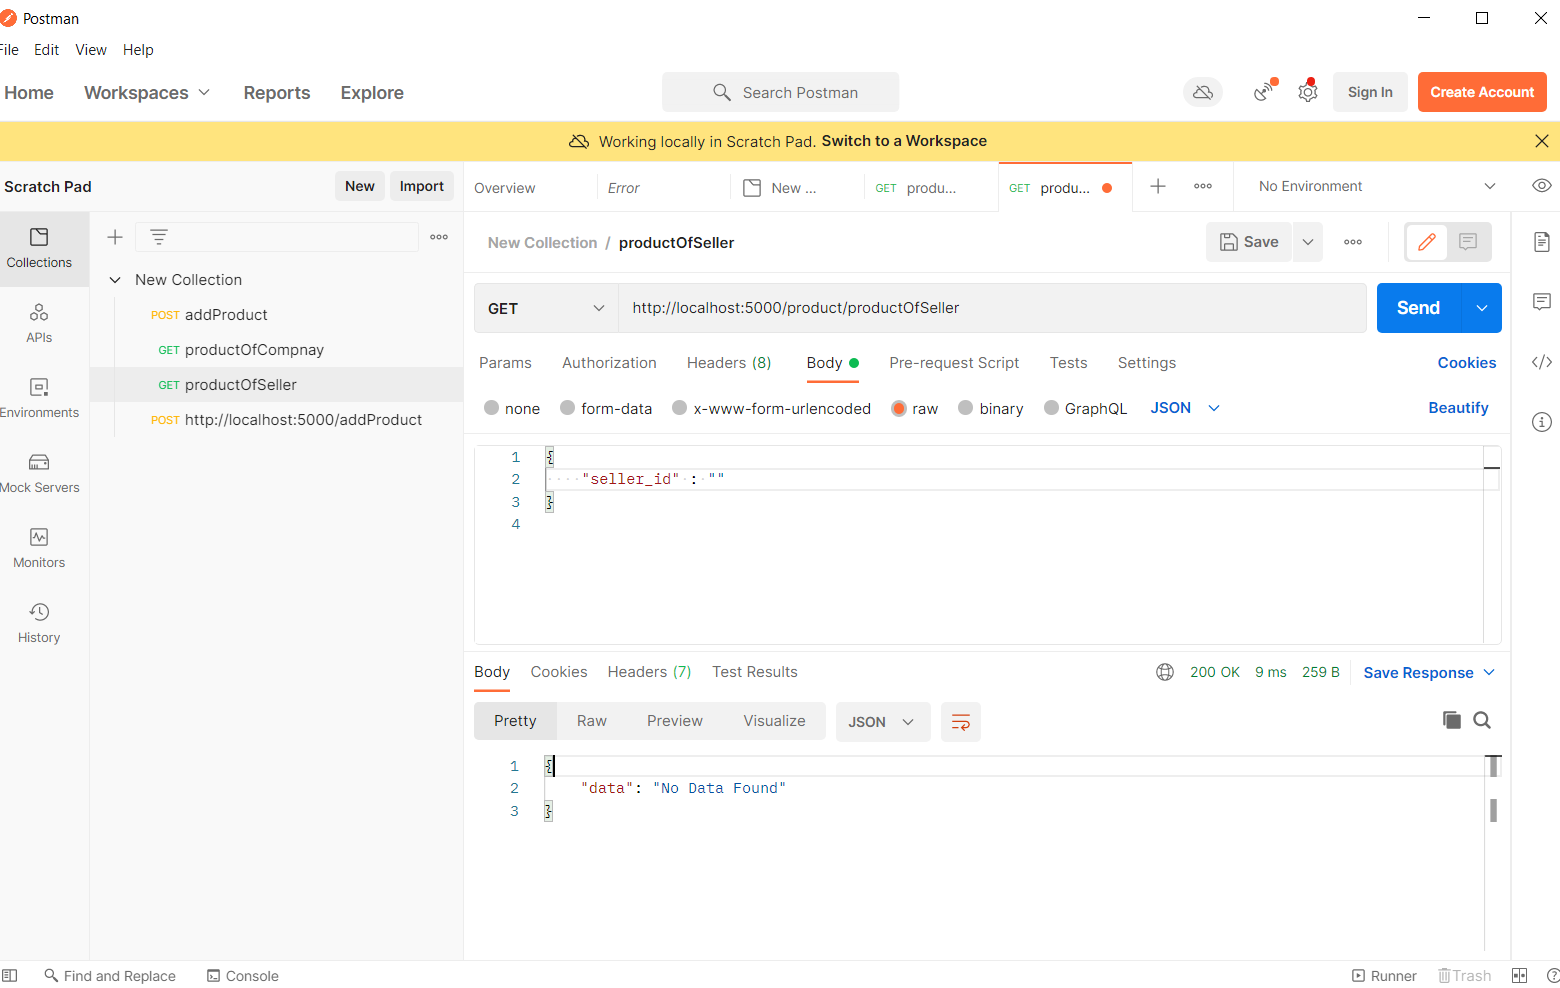 Postman
File Edit View Help
Home Workspaces Reports Explore Search Postman Sign In Create Account
Working locally in Scratch Pad. Switch to a Workspace
Scratch Pad New Import Overview Error New ... GET produ... GET produ... No Environment
New Collection / productOfSeller Save
Collections
New Collection
POST addProduct
GET productOfCompnay
GET productOfSeller
POST http://localhost:5000/addProduct
APIs
Environments
Mock Servers
Monitors
History
GET http://localhost:5000/product/productOfSeller Send
Params Authorization Headers (8) Body Pre-request Script Tests Settings Cookies
none form-data x-www-form-urlencoded raw binary GraphQL JSON Beautify
1 {
2 "seller_id" : ""
3 }
4
Body Cookies Headers (7) Test Results 200 OK 9 ms 259 B Save Response
Pretty Raw Preview Visualize JSON
1 {
2 "data": "No Data Found"
3 }
Find and Replace Console Runner Trash